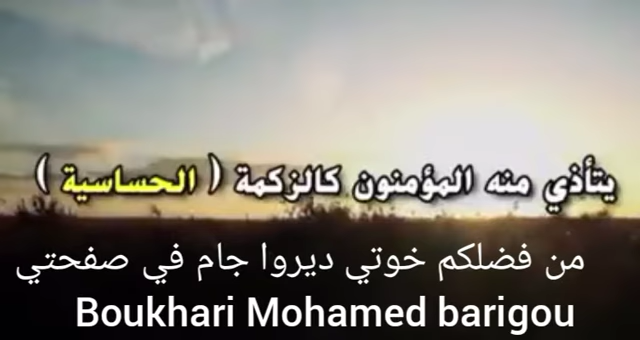 يتأذي منه المؤمنون كالزكمة ( الحساسية )
من فضلكم خوتي ديروا جام في صفحتي
Boukhari Mohamed barigou